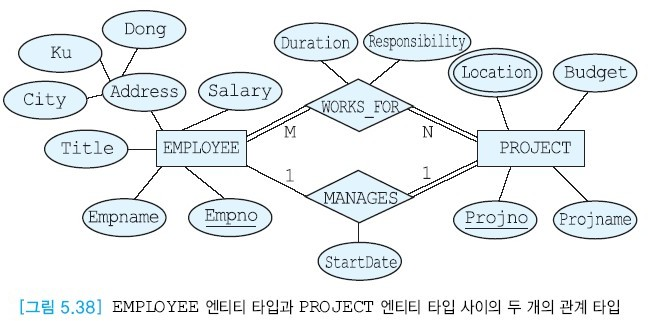 Dong
Ku
Duration
Responsibility
City
Address
Salary
Location
Budget
WORKS_FOR
M
N
Title
EMPLOYEE
PROJECT
1
1
MANAGES
Empname
Empno
Projno
Projname
StartDate
[그림 5.38] EMPLOYEE 엔티티 타입과 PROJECT 엔티티 타입 사이의 두 개의 관계 타입